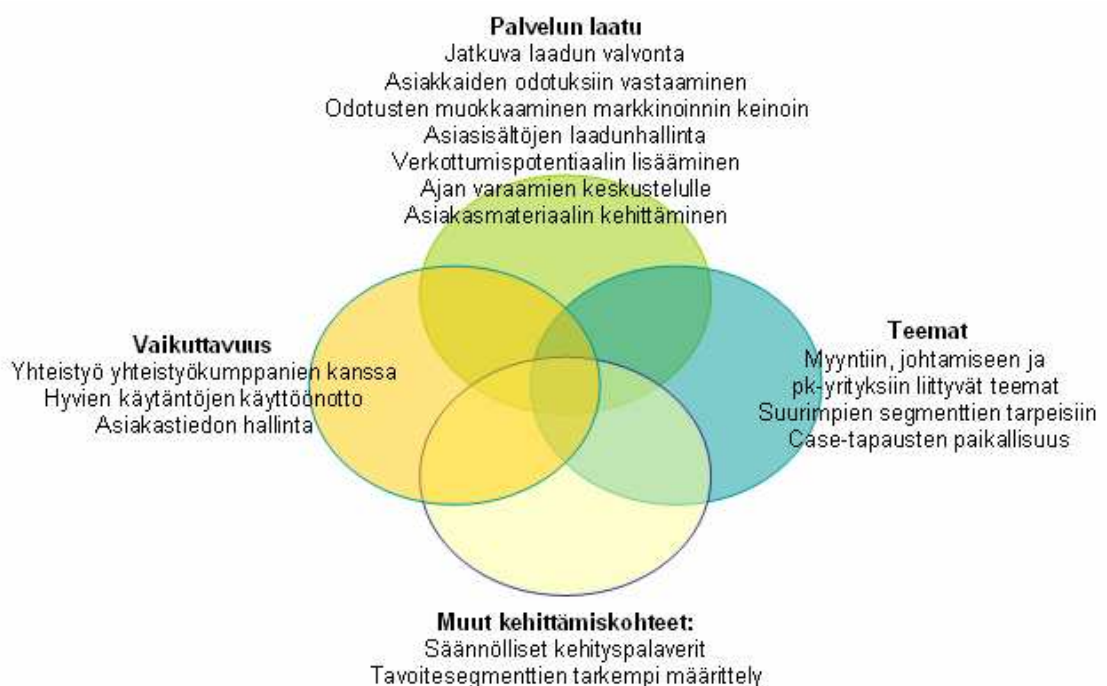 Palvelun laatu
Jatkuva laadun valvonta
Asiakkaiden odotuksiin vastaaminen
Odotusten muokkaaminen markkinoinnin keinoin
Asiasisältöjen laadunhallinta
Verkottumispotentiaalin lisääminen
Ajan varaamien keskustelulle
Asiakasmateriaalin kehittäminen
Vaikuttavuus
Yhteistyö yhteistyökumppanien kanssa
Hyvien käytäntöjen käyttöönotto
Asiakastiedon hallinta
Teemat
Myyntiin, johtamiseen ja
pk-yrityksiin liittyvät teemat
Suurimpien segmenttien tarpeisiin
Case-tapausten paikallisuus
Muut kehittämiskohteet:
Säännölliset kehityspalaverit
Tavoitesegmenttien tarkempi määrittely